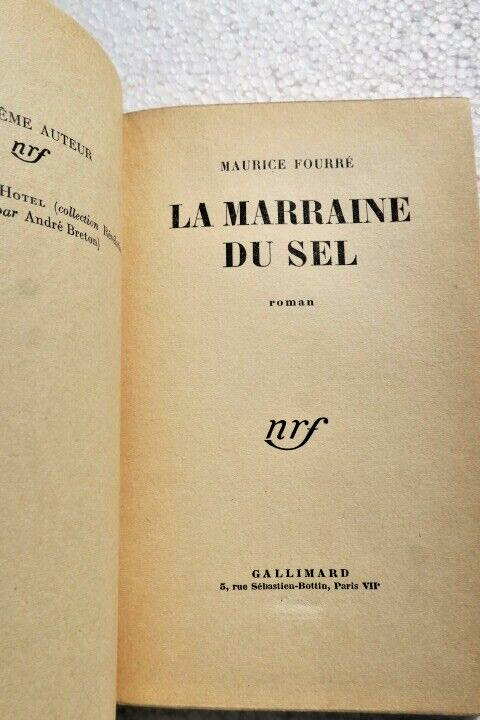 ÊME AUTEUR
nrf
HOTEL (collection
par André Breton)
MAURICE FOURRÉ
LA MARRAINE
DU SEL
roman
nrf
GALLIMARD
5, rue Sébastien-Bottin, Paris VIIᵉ